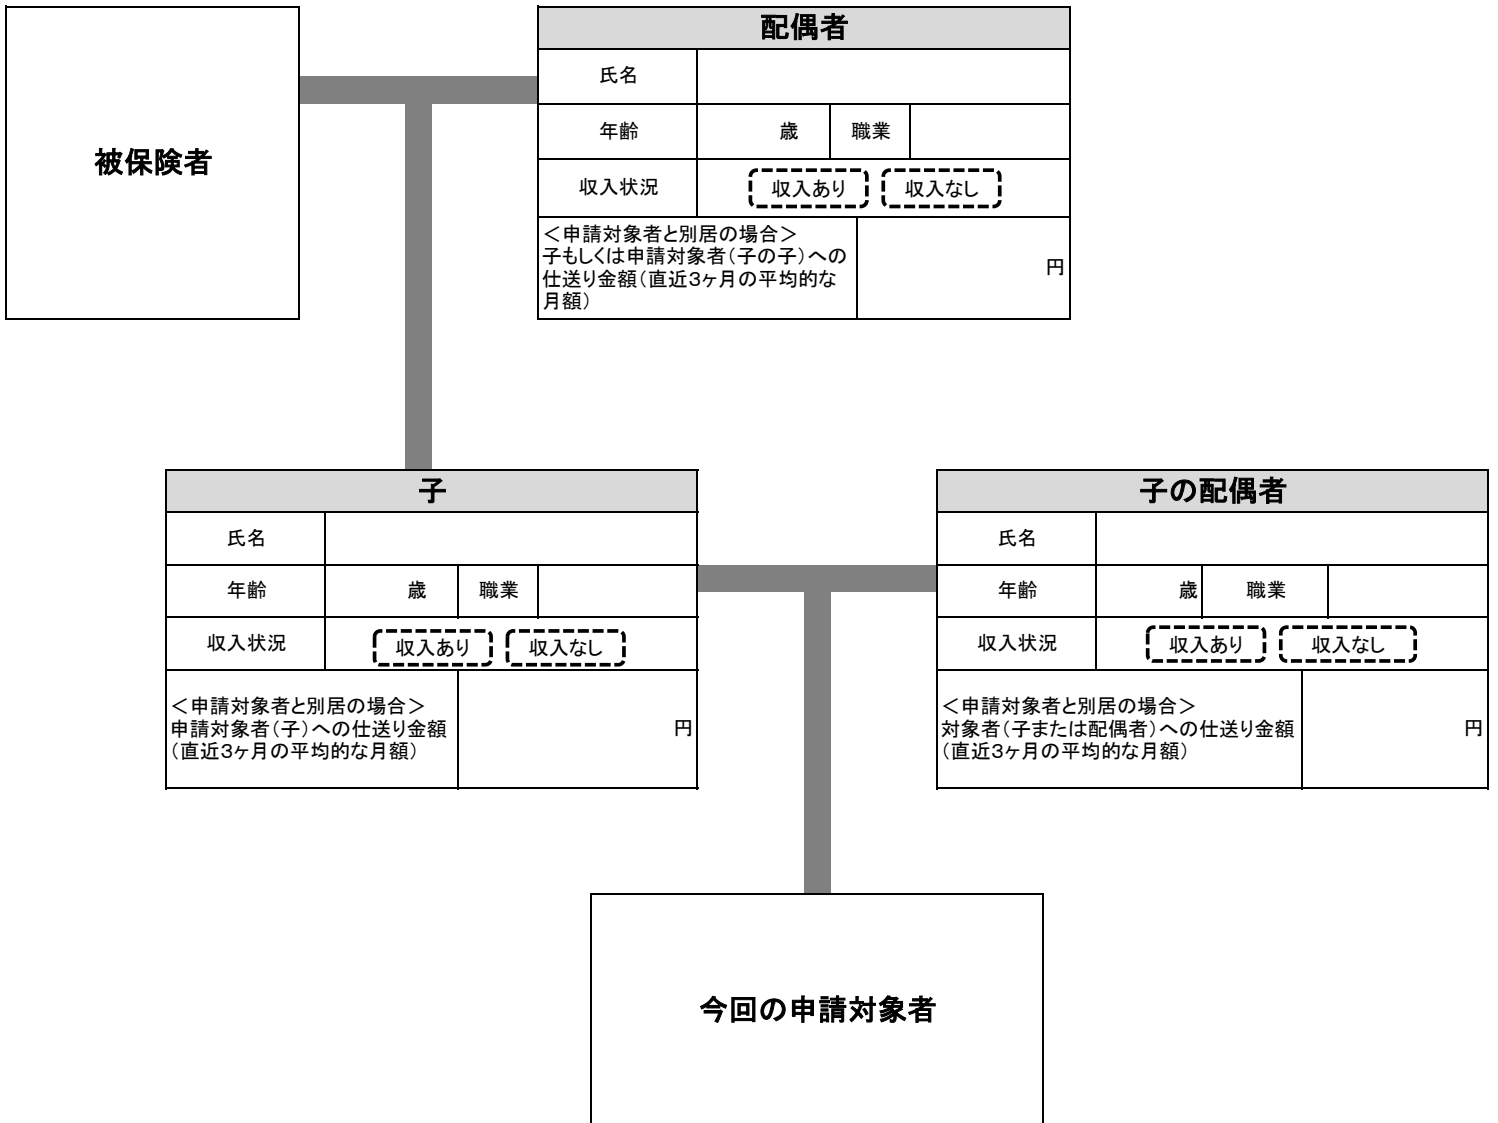 被保険者
配偶者
氏名
年齢 歳 職業
収入状況 収入あり 収入なし
＜申請対象者と別居の場合＞
子もしくは申請対象者（子の子）への
仕送り金額（直近3ヶ月の平均的な
月額）
円
子
氏名
年齢 歳 職業
収入状況 収入あり 収入なし
＜申請対象者と別居の場合＞
申請対象者（子）への仕送り金額
（直近3ヶ月の平均的な月額）
円
子の配偶者
氏名
年齢 歳 職業
収入状況 収入あり 収入なし
＜申請対象者と別居の場合＞
対象者（子または配偶者）への仕送り金額
（直近3ヶ月の平均的な月額）
円
今回の申請対象者